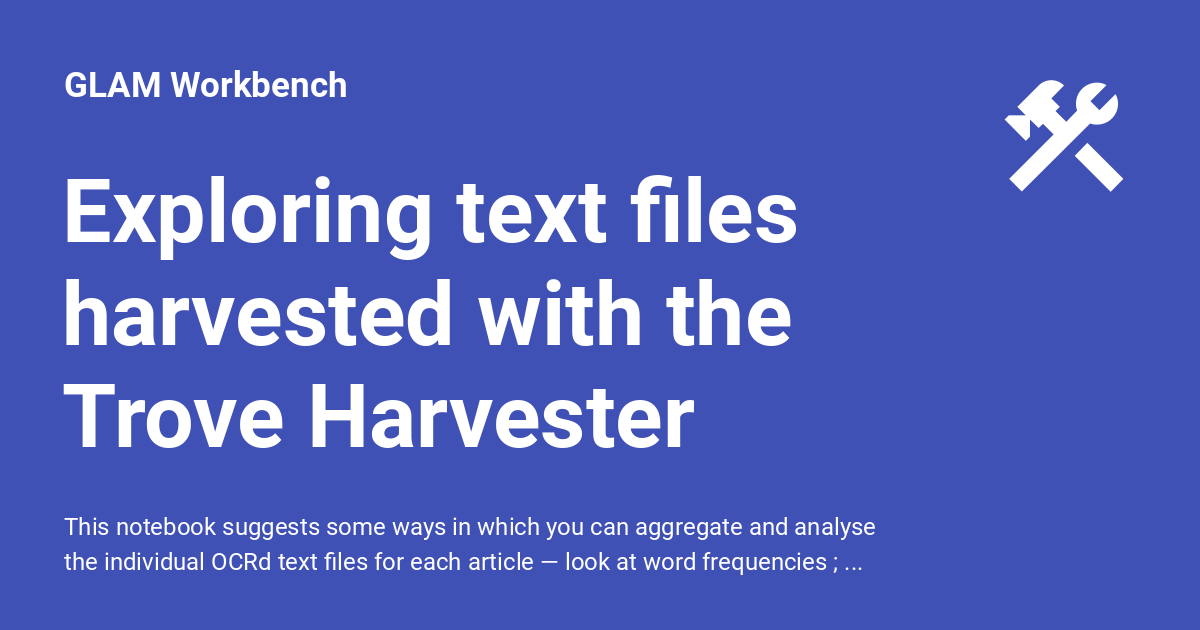 GLAM Workbench
Exploring text files
harvested with the
Trove Harvester
This notebook suggests some ways in which you can aggregate and analyse
the individual OCRd text files for each article — look at word frequencies ; ...